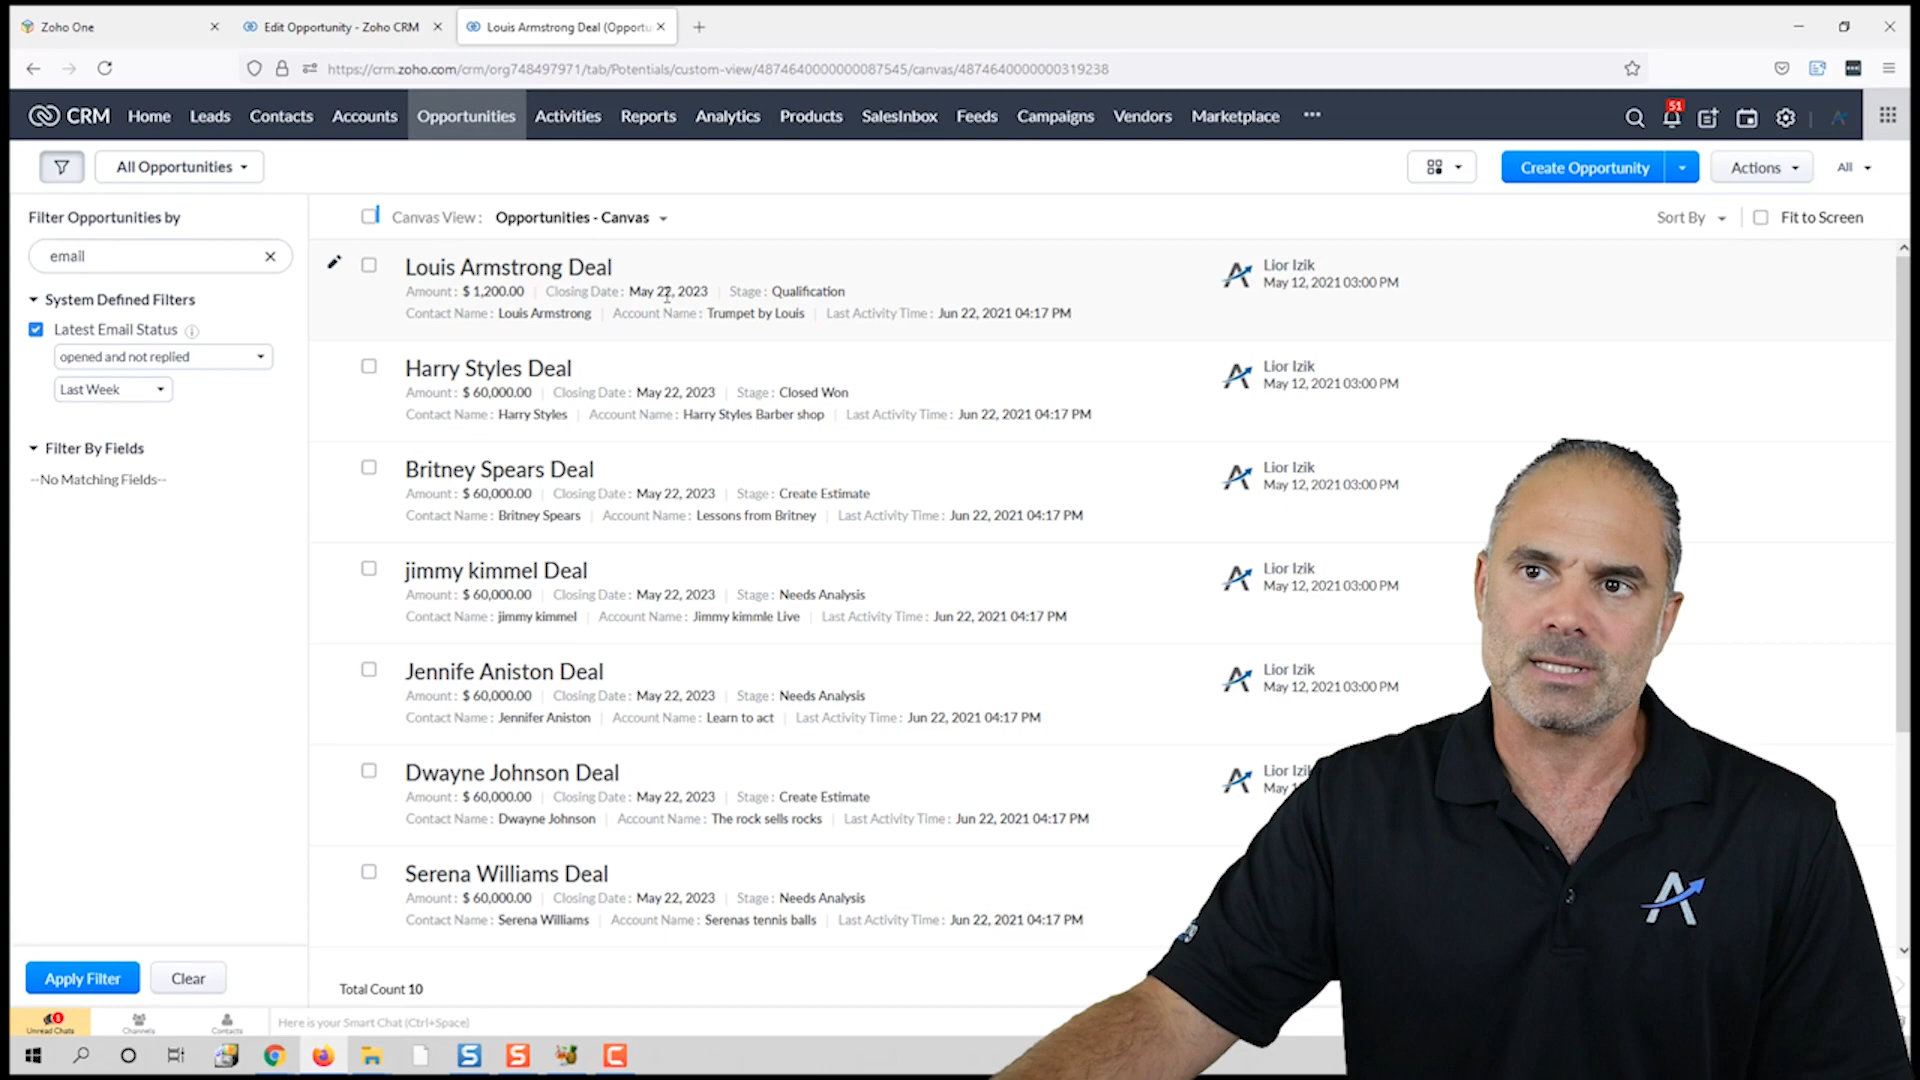 Zoho One
Edit Opportunity - Zoho CRM
Louis Armstrong Deal (Opportu
https://crm.zoho.com/crm/org748497971/tab/Potentials/custom-view/4874640000000087545/canvas/4874640000000319238
CRM Home Leads Contacts Accounts Opportunities Activities Reports Analytics Products SalesInbox Feeds Campaigns Vendors Marketplace ··· 51
All Opportunities
Create Opportunity
Actions
All
Filter Opportunities by
email
System Defined Filters
Latest Email Status
opened and not replied
Last Week
Filter By Fields
--No Matching Fields--
Apply Filter
Clear
Canvas View : Opportunities - Canvas
Sort By
Fit to Screen
Louis Armstrong Deal
Amount : $ 1,200.00 | Closing Date : May 22, 2023 | Stage : Qualification
Contact Name : Louis Armstrong | Account Name : Trumpet by Louis | Last Activity Time : Jun 22, 2021 04:17 PM
Lior Izik
May 12, 2021 03:00 PM
Harry Styles Deal
Amount : $ 60,000.00 | Closing Date : May 22, 2023 | Stage : Closed Won
Contact Name : Harry Styles | Account Name : Harry Styles Barber shop | Last Activity Time : Jun 22, 2021 04:17 PM
Lior Izik
May 12, 2021 03:00 PM
Britney Spears Deal
Amount : $ 60,000.00 | Closing Date : May 22, 2023 | Stage : Create Estimate
Contact Name : Britney Spears | Account Name : Lessons from Britney | Last Activity Time : Jun 22, 2021 04:17 PM
Lior Izik
May 12, 2021 03:00 PM
jimmy kimmel Deal
Amount : $ 60,000.00 | Closing Date : May 22, 2023 | Stage : Needs Analysis
Contact Name : jimmy kimmel | Account Name : Jimmy kimmle Live | Last Activity Time : Jun 22, 2021 04:17 PM
Lior Izik
May 12, 2021 03:00 PM
Jennife Aniston Deal
Amount : $ 60,000.00 | Closing Date : May 22, 2023 | Stage : Needs Analysis
Contact Name : Jennifer Aniston | Account Name : Learn to act | Last Activity Time : Jun 22, 2021 04:17 PM
Lior Izik
May 12, 2021 03:00 PM
Dwayne Johnson Deal
Amount : $ 60,000.00 | Closing Date : May 22, 2023 | Stage : Create Estimate
Contact Name : Dwayne Johnson | Account Name : The rock sells rocks | Last Activity Time : Jun 22, 2021 04:17 PM
Lior Izi
May 1
Serena Williams Deal
Amount : $ 60,000.00 | Closing Date : May 22, 2023 | Stage : Needs Analysis
Contact Name : Serena Williams | Account Name : Serenas tennis balls | Last Activity Time : Jun 22, 2021 04:17 PM
Total Count 10
Unread Chats
Channels
Contacts
Here is your Smart Chat (Ctrl+Space)